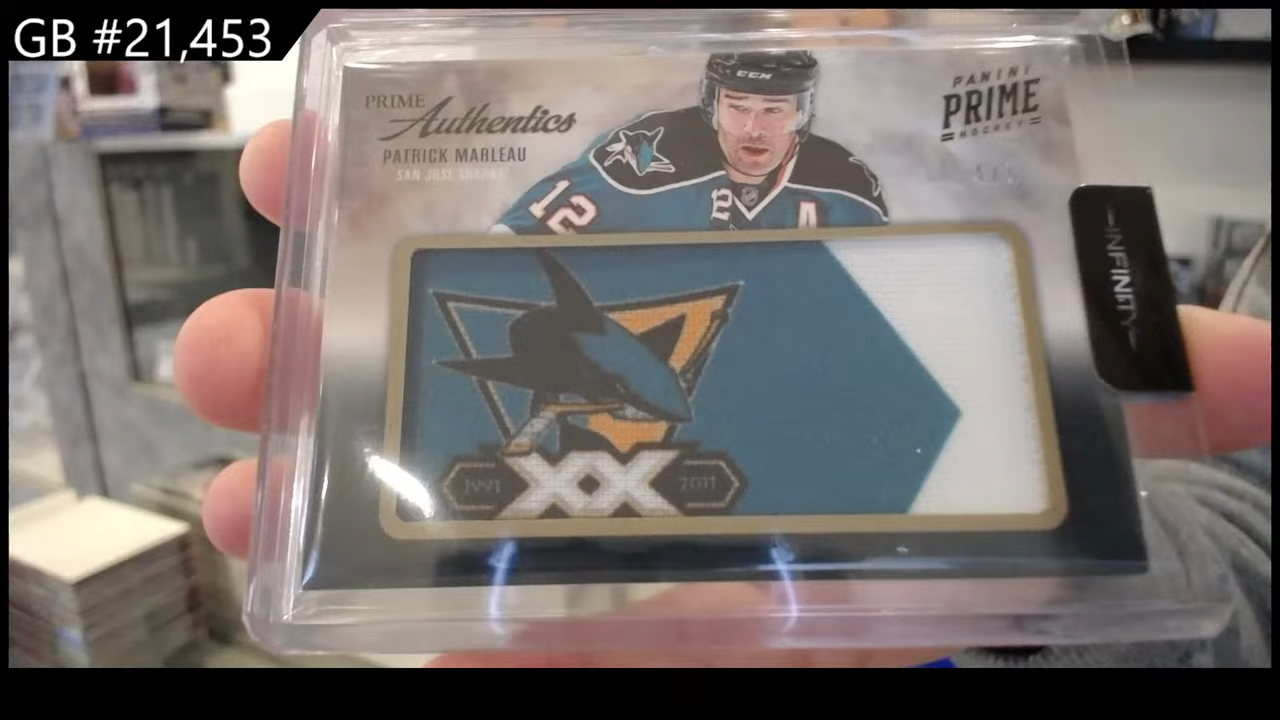 GB #21,453
CCM
PRIME
Authentics
PATRICK MARLEAU
SAN JOSE SHARKS
PANINI
PRIME
HOCKEY
12
12
A
INFINITY
1991 XX 2011